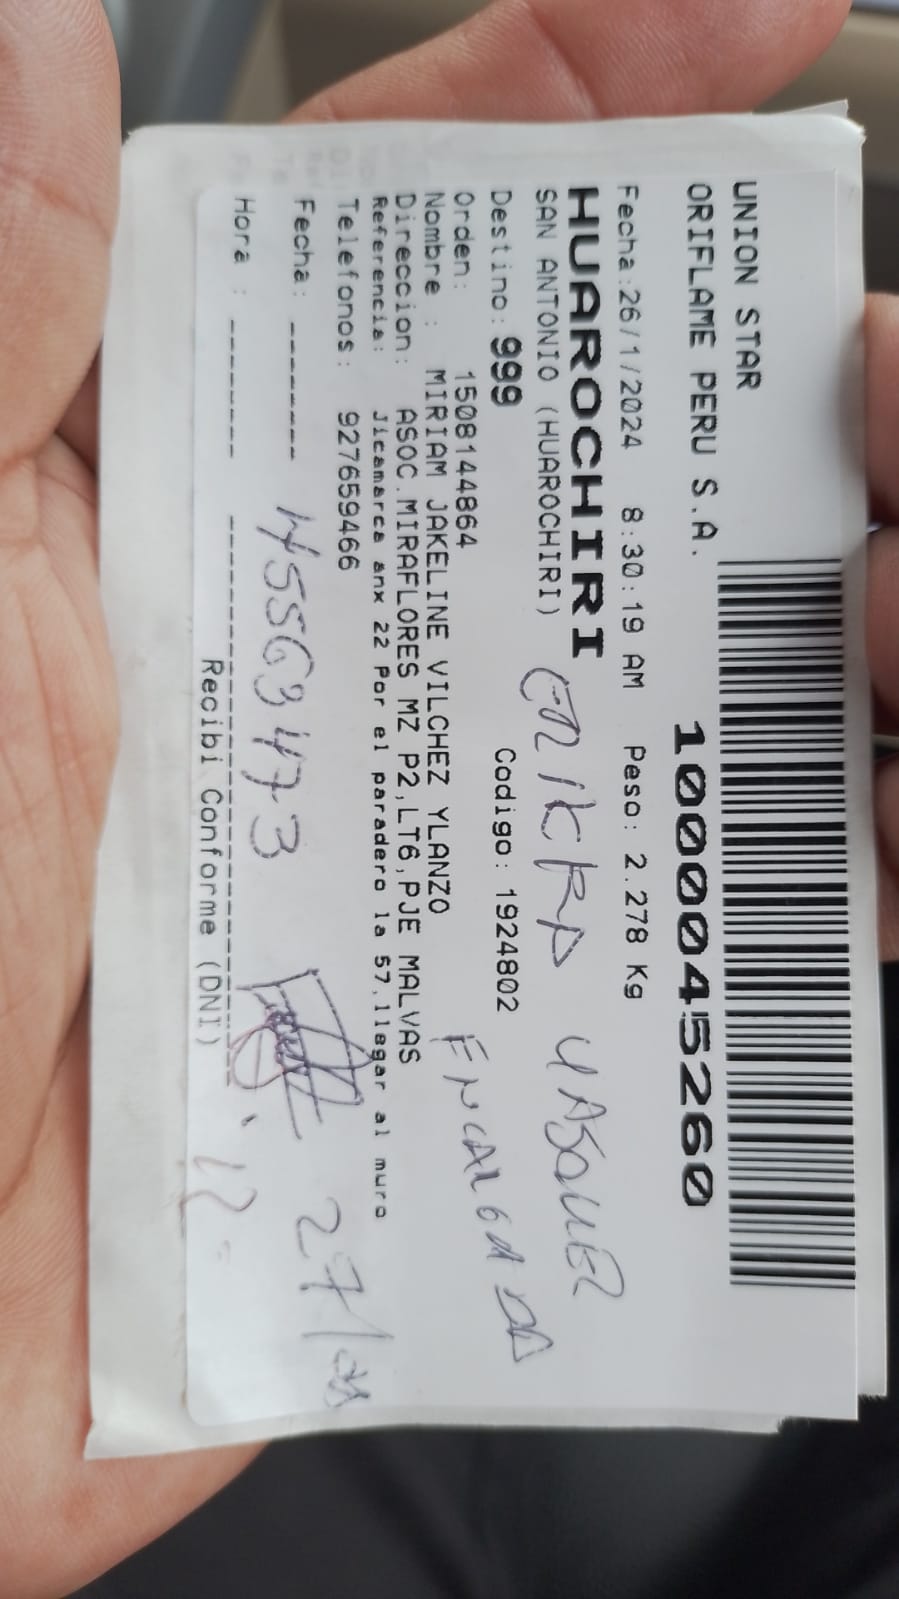 UNION STAR
ORIFLAME PERU S.A.
1000045260
Fecha:26/1/2024 8:30:19 AM Peso: 2.278 Kg
HUAROCHIRI
SAN ANTONIO (HUAROCHIRI)
Destino: 999 Codigo: 1924802
Orden: 1508144864
Nombre : MIRIAM JAKELINE VILCHEZ YLANZO
ENCARGADA
Direccion: ASOC.MIRAFLORES MZ P2,LT6,PJE MALVAS
Referencia: Jicamarca anx 22 Por el paradero la 57,llegar al muro
Telefonos: 927659466
Fecha: -------
45563473
Hora : -------
Recibi Conforme (DNI)